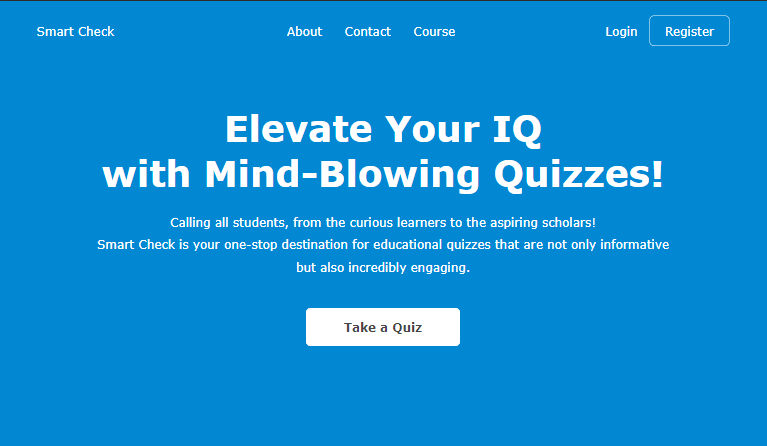 Smart Check
About Contact Course
Login Register
Elevate Your IQ
with Mind-Blowing Quizzes!
Calling all students, from the curious learners to the aspiring scholars!
Smart Check is your one-stop destination for educational quizzes that are not only informative
but also incredibly engaging.
Take a Quiz